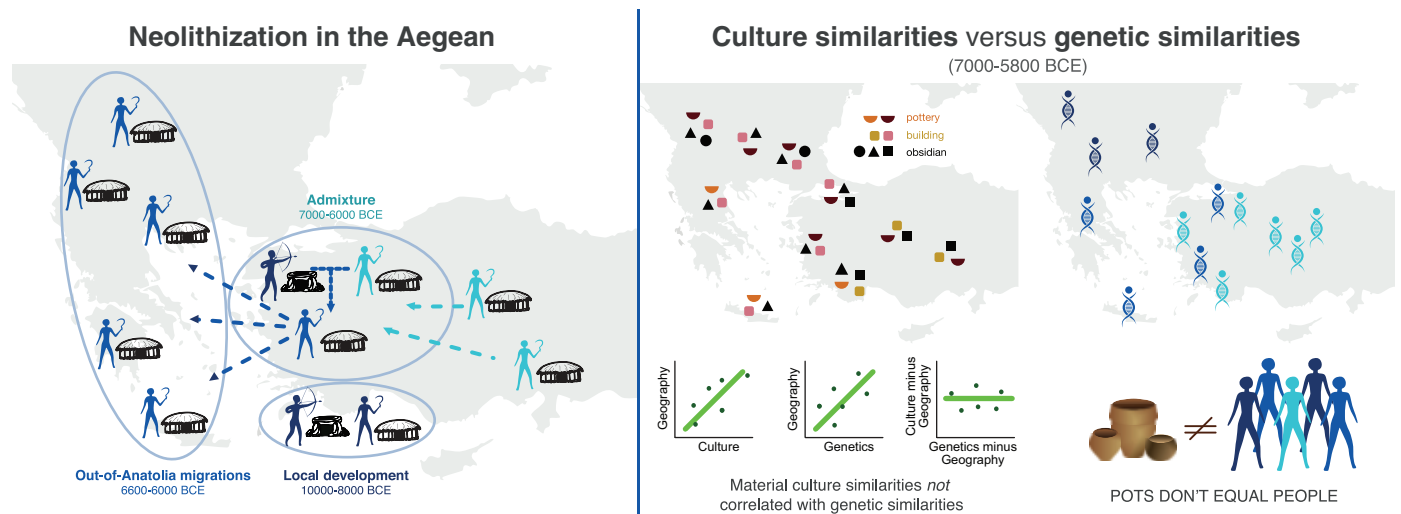 Neolithization in the Aegean
Admixture
7000-6000 BCE
Out-of-Anatolia migrations
6600-6000 BCE
Local development
10000-8000 BCE
Culture similarities versus genetic similarities
(7000-5800 BCE)
pottery
building
obsidian
Geography
Culture
Geography
Genetics
Culture minus
Geography
Genetics minus
Geography
Material culture similarities not
correlated with genetic similarities
POTS DON'T EQUAL PEOPLE